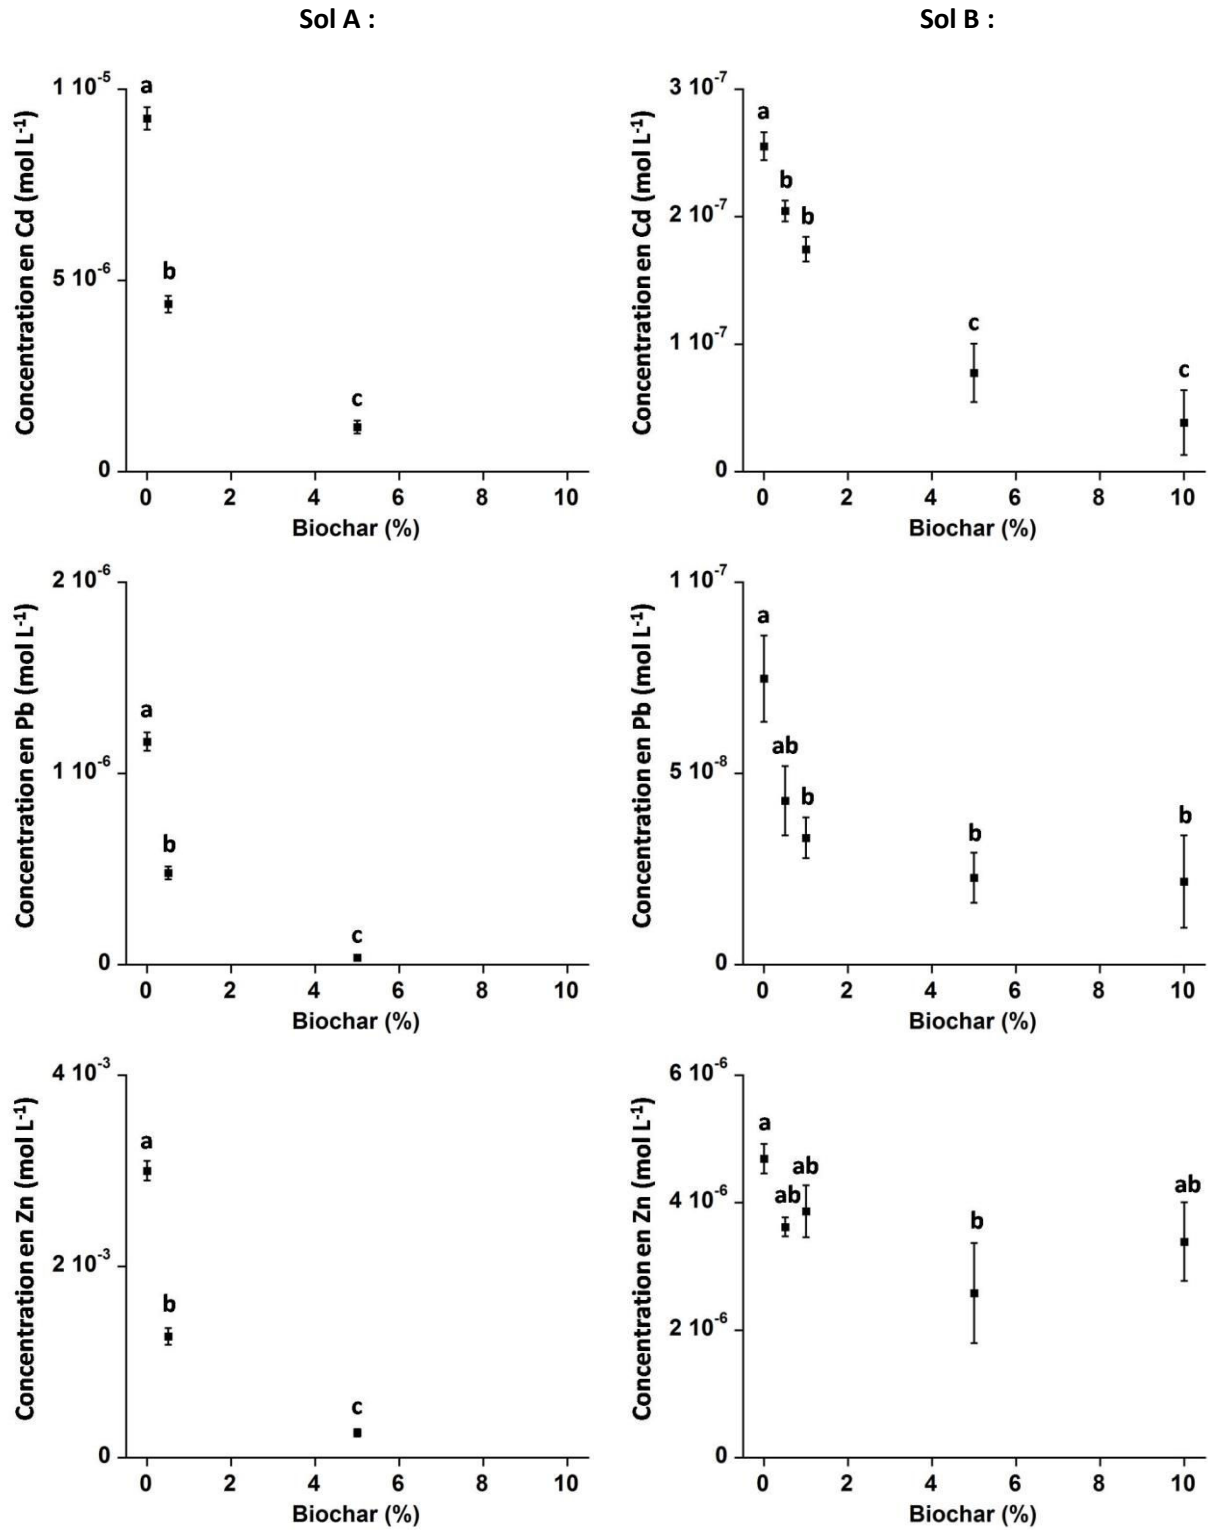 Sol A :
Sol B :
Concentration en Cd (mol L-1)
1 10-5
5 10-6
0
a
b
c
0 2 4 6 8 10
Biochar (%)
Concentration en Cd (mol L-1)
3 10-7
2 10-7
1 10-7
0
a
b
b
c
c
0 2 4 6 8 10
Biochar (%)
Concentration en Pb (mol L-1)
2 10-6
1 10-6
0
a
b
c
0 2 4 6 8 10
Biochar (%)
Concentration en Pb (mol L-1)
1 10-7
5 10-8
0
a
ab
b
b
b
0 2 4 6 8 10
Biochar (%)
Concentration en Zn (mol L-1)
4 10-3
2 10-3
0
a
b
c
0 2 4 6 8 10
Biochar (%)
Concentration en Zn (mol L-1)
6 10-6
4 10-6
2 10-6
0
a
ab
ab
b
ab
0 2 4 6 8 10
Biochar (%)